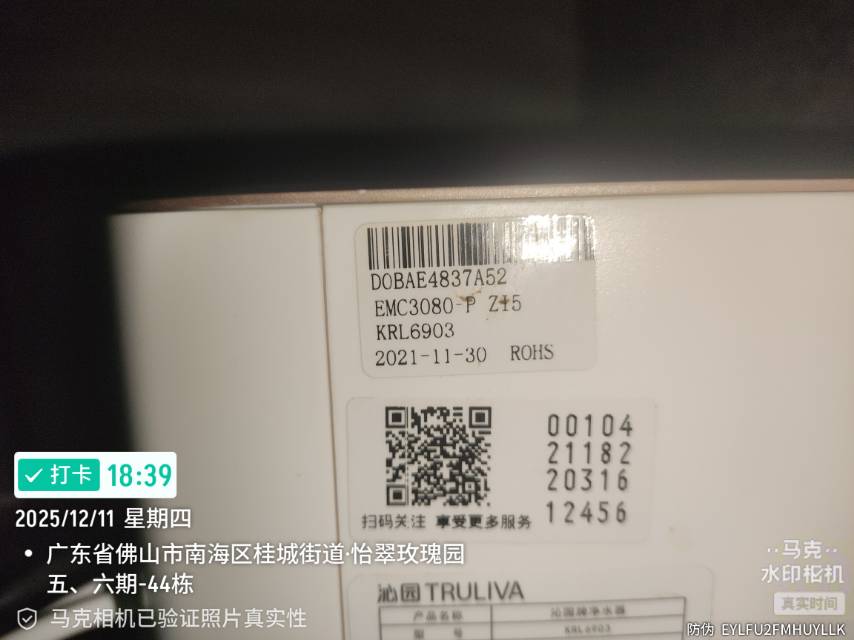 D0BAE4837A52
EMC3080-P Z15
KRL6903
2021-11-30 ROHS
00104
21182
20316
12456
扫码关注 享受更多服务
沁园 TRULIVA
产品名称 沁园牌净水器
型 号 KRL6903
打卡 18:39
2025/12/11 星期四
广东省佛山市南海区桂城街道·怡翠玫瑰园
五、六期-44栋
马克相机已验证照片真实性
马克
水印相机
真实时间
防伪 EYLFU2FMHUYLLK